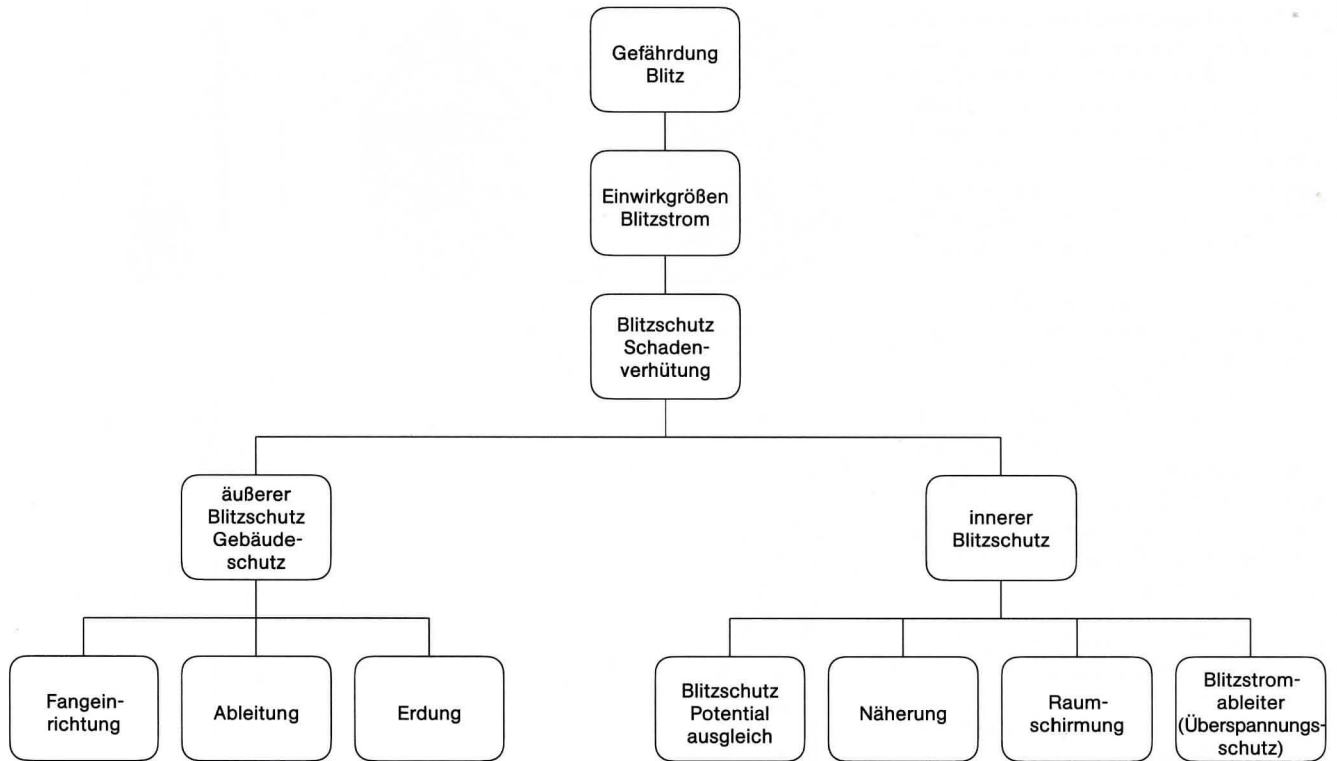 Gefährdung
Blitz
Einwirkgrößen
Blitzstrom
Blitzschutz
Schaden-
verhütung
äußerer
Blitzschutz
Gebäude-
schutz
innerer
Blitzschutz
Fangein-
richtung
Ableitung
Erdung
Blitzschutz
Potential
ausgleich
Näherung
Raum-
schirmung
Blitzstrom-
ableiter
(Überspannungs-
schutz)